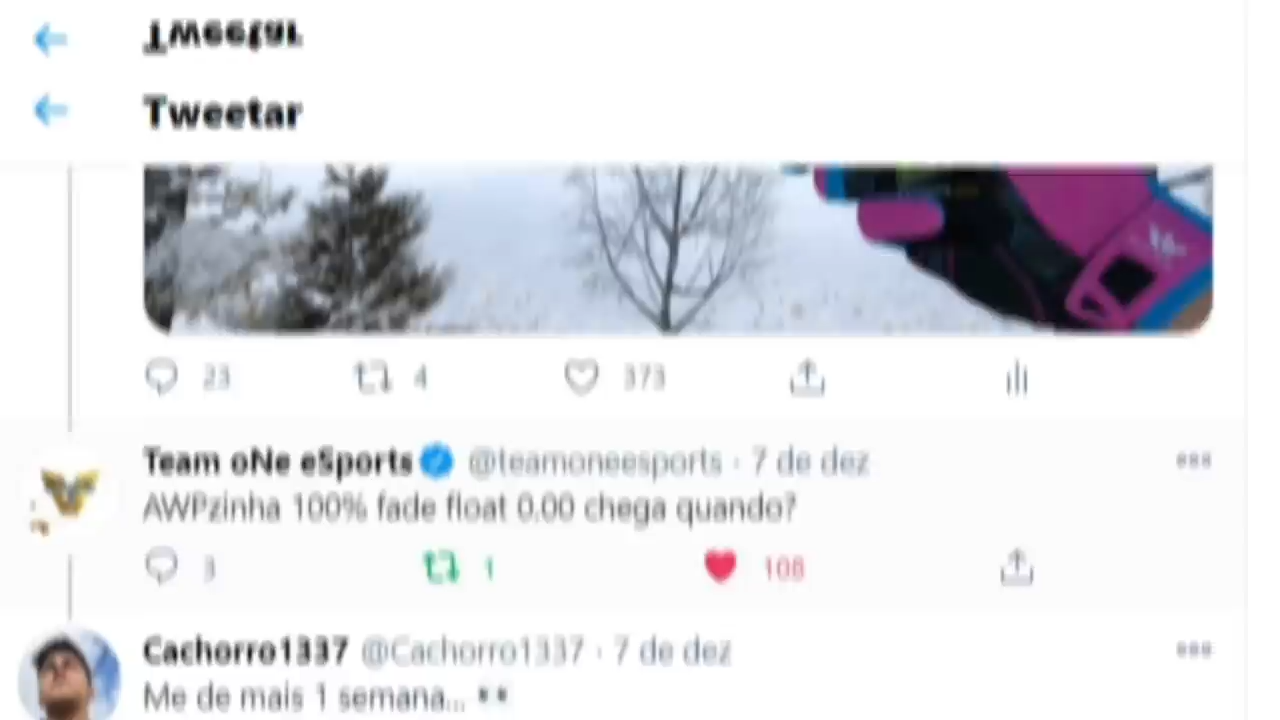 Tweetar
23 4 373
Team oNe eSports @teamoneesports · 7 de dez
AWPzinha 100% fade float 0.00 chega quando?
3 1 108
Cachorro1337 @Cachorro1337 · 7 de dez
Me de mais 1 semana...